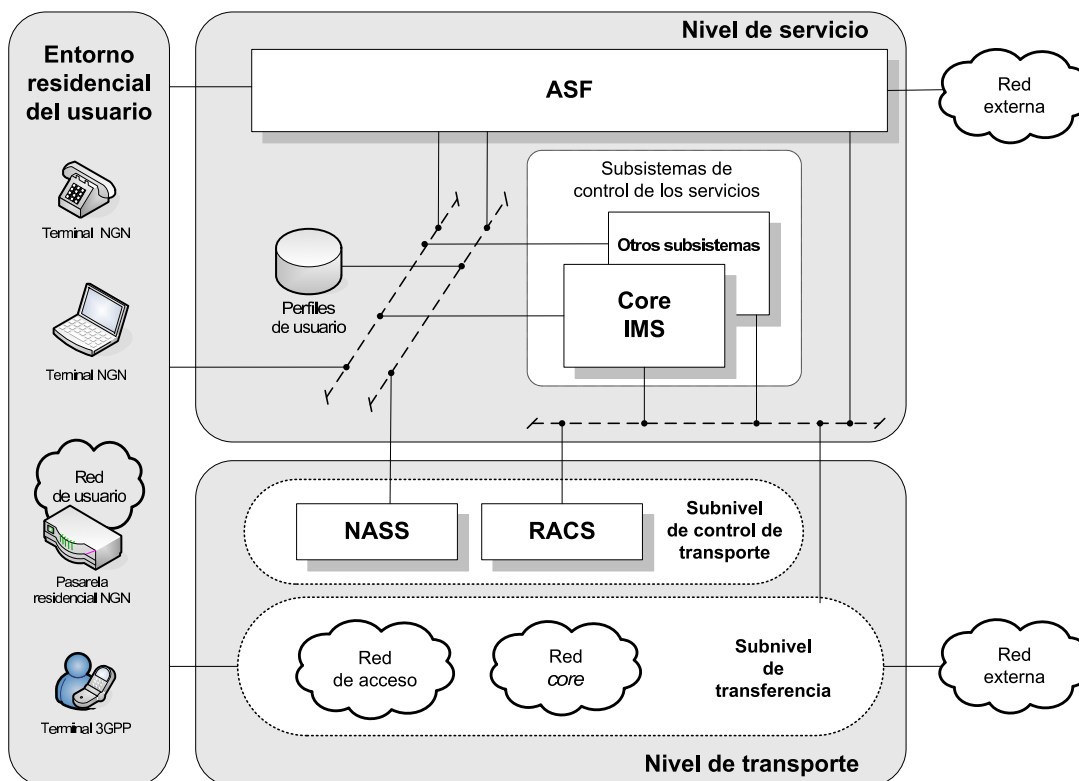 Entorno
residencial
del usuario
Terminal NGN
Terminal NGN
Red
de usuario
Pasarela
residencial NGN
Terminal 3GPP
Nivel de servicio
ASF
Red
externa
Subsistemas de
control de los servicios
Otros subsistemas
Core
IMS
Perfiles
de usuario
NASS
RACS
Subnivel
de control de
transporte
Red
de acceso
Red
core
Subnivel
de
transferencia
Red
externa
Nivel de transporte